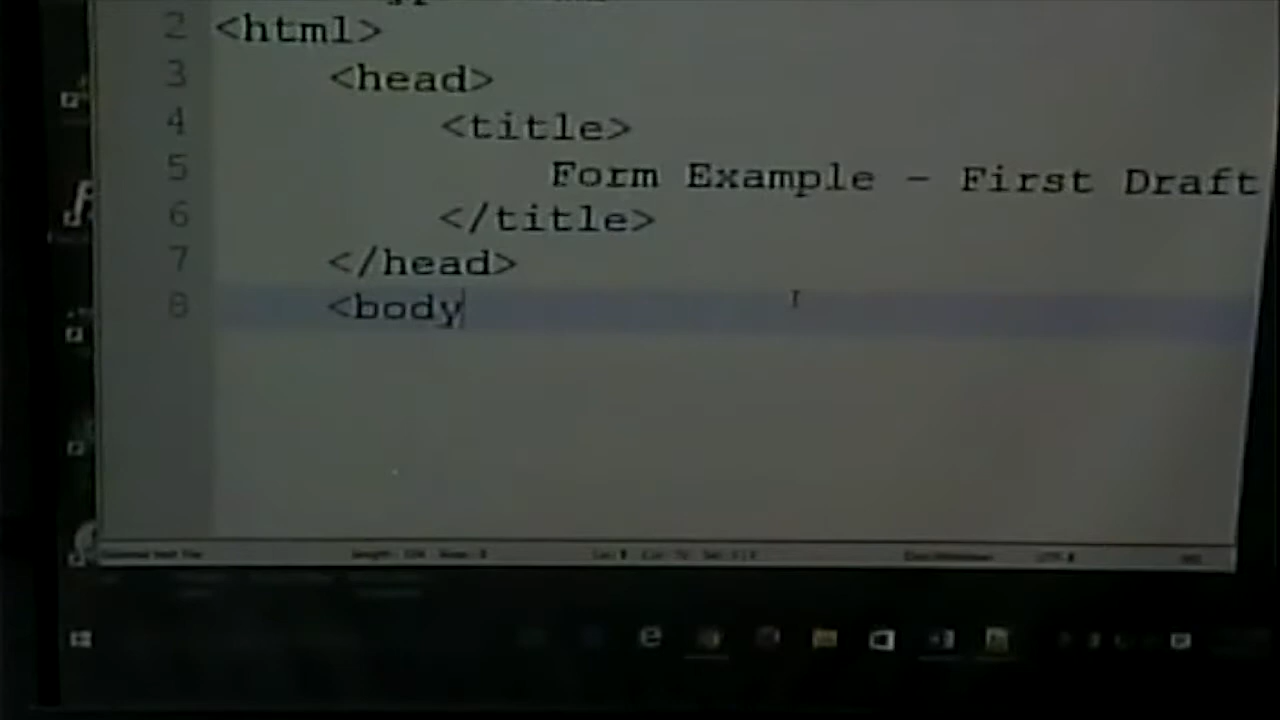 2 <html>
3 <head>
4 <title>
5 Form Example - First Draft
6 </title>
7 </head>
8 <body